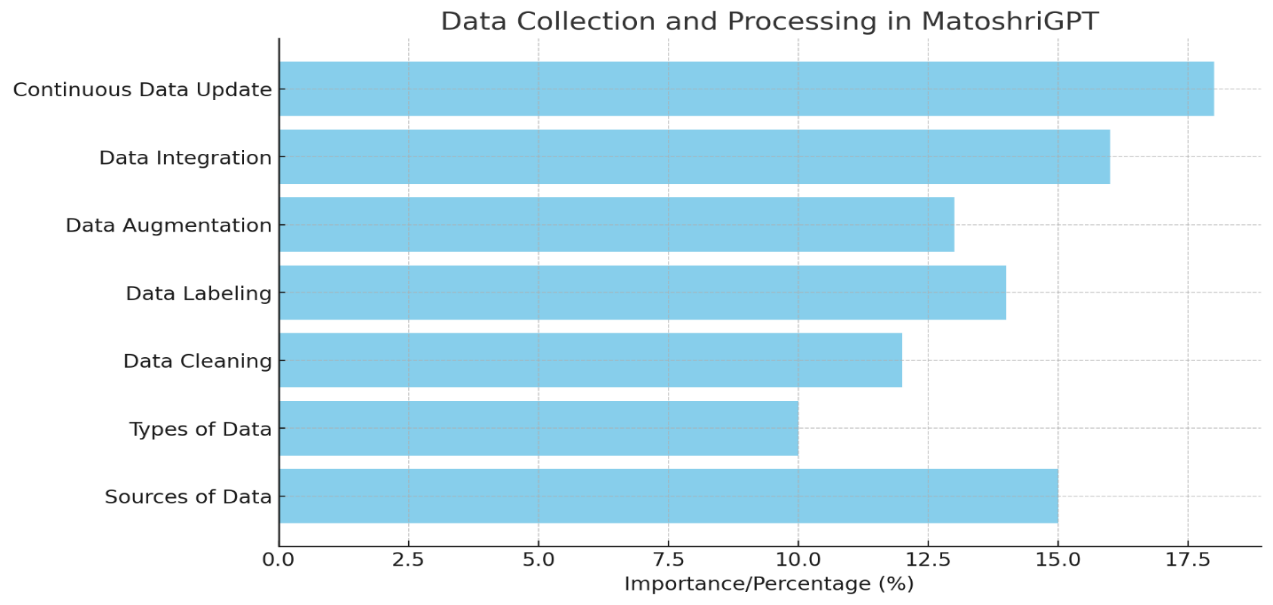 Data Collection and Processing in MatoshriGPT
Continuous Data Update
Data Integration
Data Augmentation
Data Labeling
Data Cleaning
Types of Data
Sources of Data
0.0 2.5 5.0 7.5 10.0 12.5 15.0 17.5
Importance/Percentage (%)